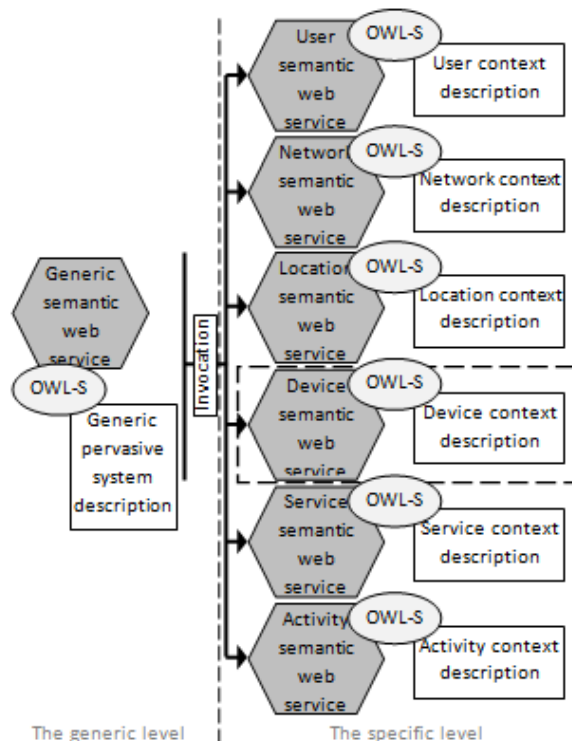 User
semantic
web
service
OWL-S
User context
description
Network
semantic
web
service
OWL-S
Network context
description
Generic
semantic
web
service
OWL-S
Generic
pervasive
system
description
Invocation
Location
semantic
web
service
OWL-S
Location context
description
Device
semantic
web
service
OWL-S
Device context
description
Service
semantic
web
service
OWL-S
Service context
description
Activity
semantic
web
service
OWL-S
Activity context
description
The generic level
The specific level